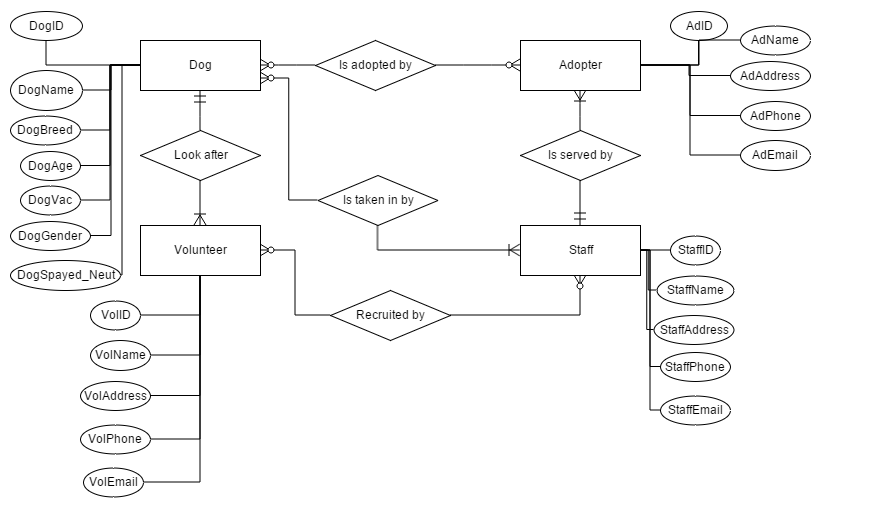 DogID
AdID
AdName
Dog
Is adopted by
Adopter
AdAddress
DogName
AdPhone
DogBreed
Look after
Is served by
AdEmail
DogAge
DogVac
Is taken in by
DogGender
Volunteer
Staff
StaffID
DogSpayed_Neut
StaffName
VolID
Recruited by
StaffAddress
VolName
StaffPhone
VolAddress
StaffEmail
VolPhone
VolEmail